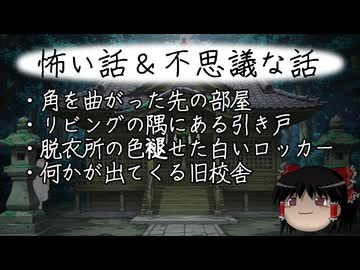 怖い話＆不思議な話
・角を曲がった先の部屋
・リビングの隅にある引き戸
・脱衣所の色褪せた白いロッカー
・何かが出てくる旧校舎